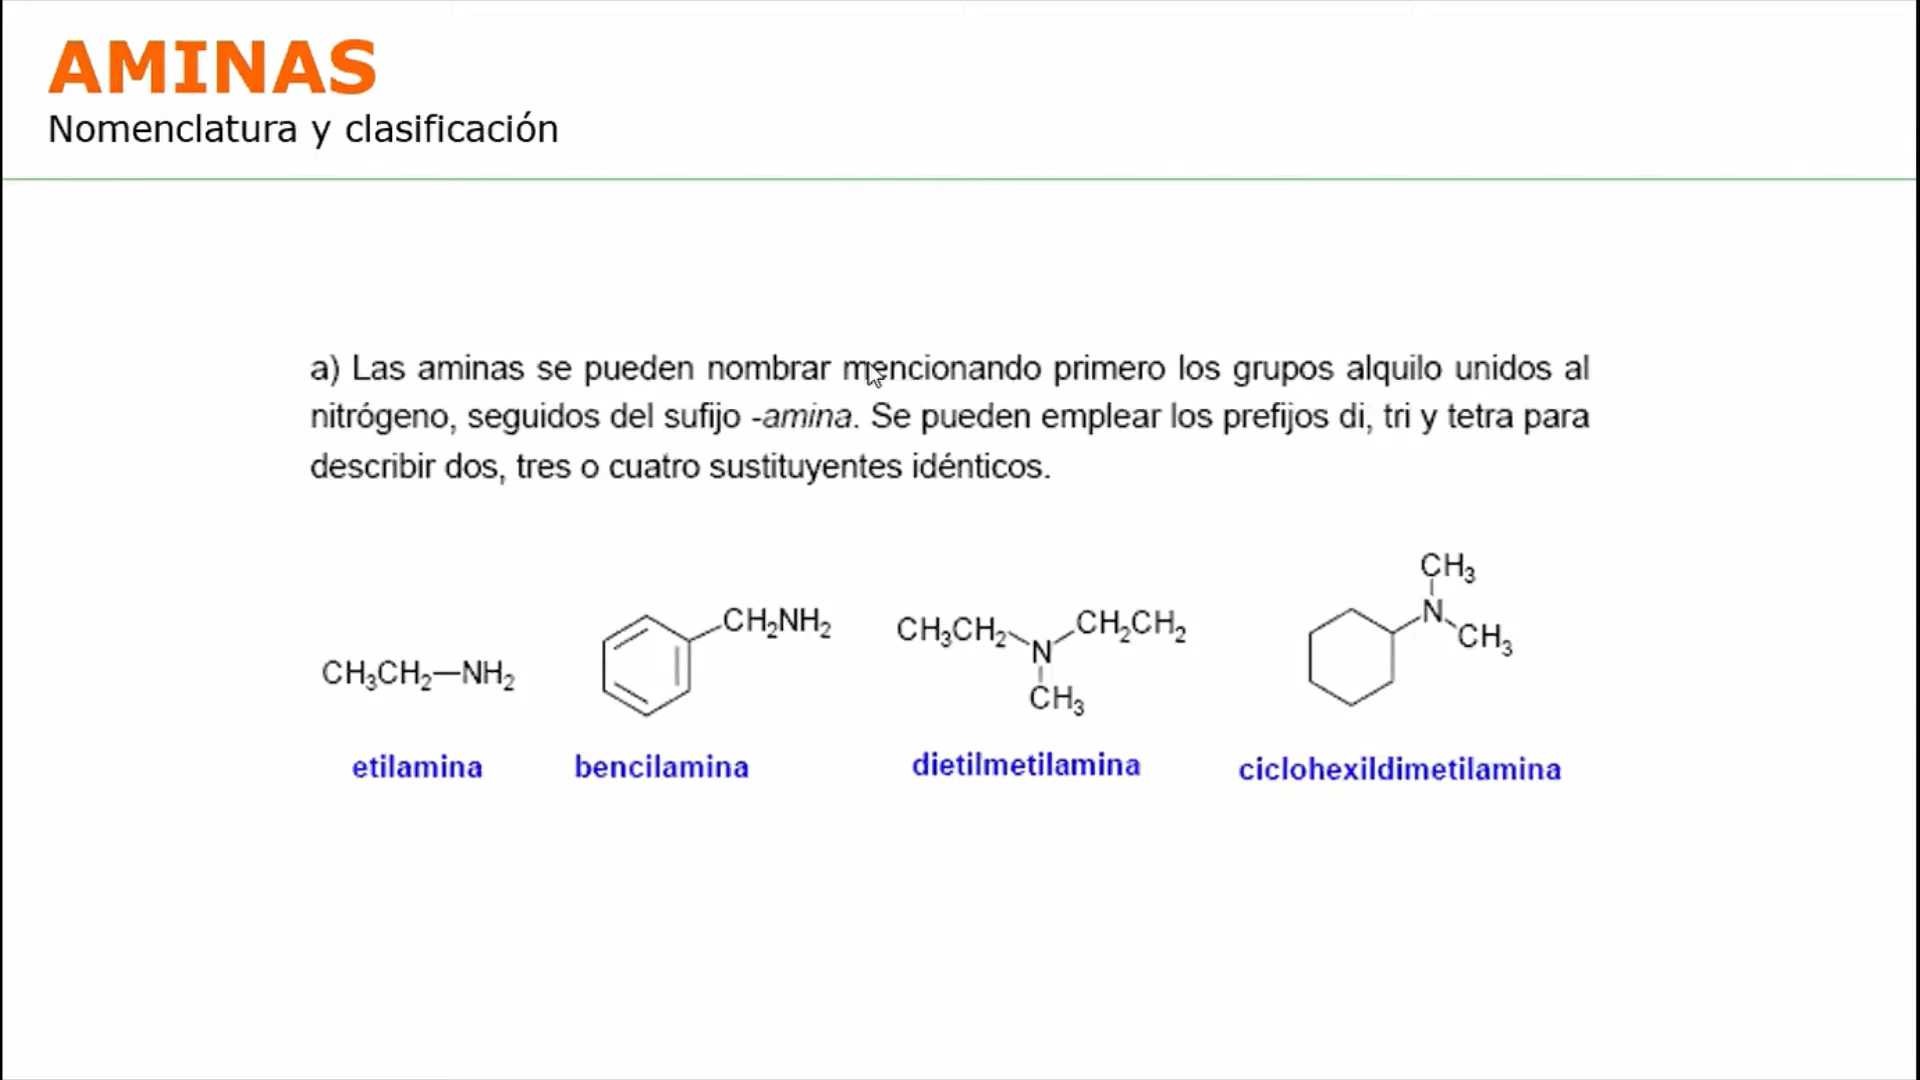 AMINAS
Nomenclatura y clasificación
a) Las aminas se pueden nombrar mencionando primero los grupos alquilo unidos al
nitrógeno, seguidos del sufijo -amina. Se pueden emplear los prefijos di, tri y tetra para
describir dos, tres o cuatro sustituyentes idénticos.
CH₃CH₂—NH₂
CH₂NH₂
CH₃CH₂ CH₂CH₂
N
CH₃
CH₃
N
CH₃
etilamina bencilamina dietilmetilamina ciclohexildimetilamina